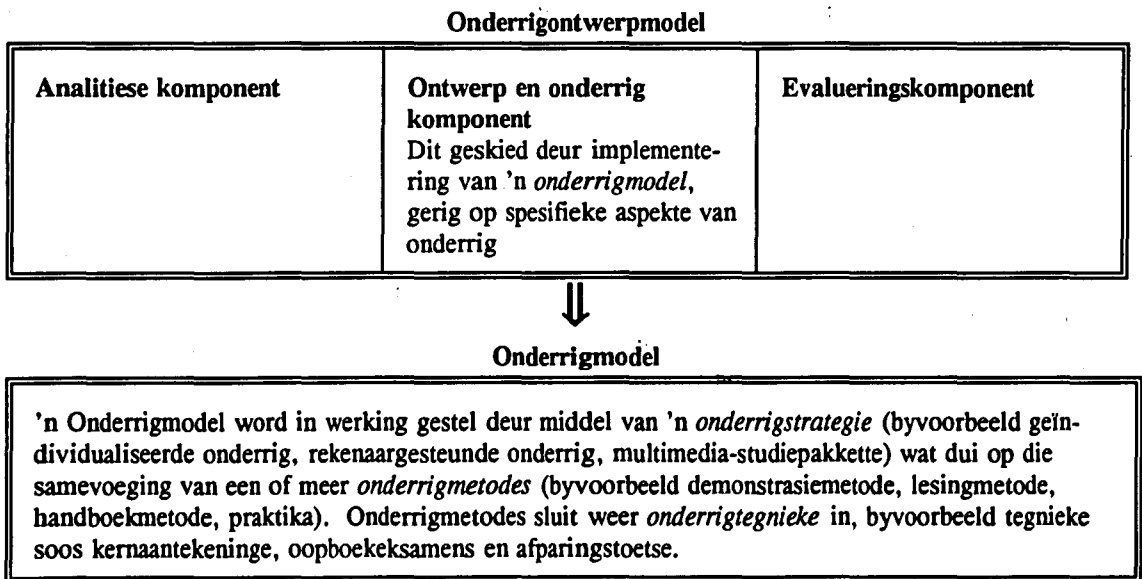 Onderrigontwerpmodel
Analitiese komponent
Ontwerp en onderrig
komponent
Dit geskied deur implemente-
ring van 'n onderrigmodel,
gerig op spesifieke aspekte van
onderrig
Evalueringskomponent
⇓
Onderrigmodel
'n Onderrigmodel word in werking gestel deur middel van 'n onderrigstrategie (byvoorbeeld geïn-
dividualiseerde onderrig, rekenaargesteunde onderrig, multimedia-studiepakkette) wat dui op die
samevoeging van een of meer onderrigmetodes (byvoorbeeld demonstrasiemetode, lesingmetode,
handboekmetode, praktika). Onderrigmetodes sluit weer onderrigtegnieke in, byvoorbeeld tegnieke
soos kernaantekeninge, oopboekeksamens en afparingstoetse.